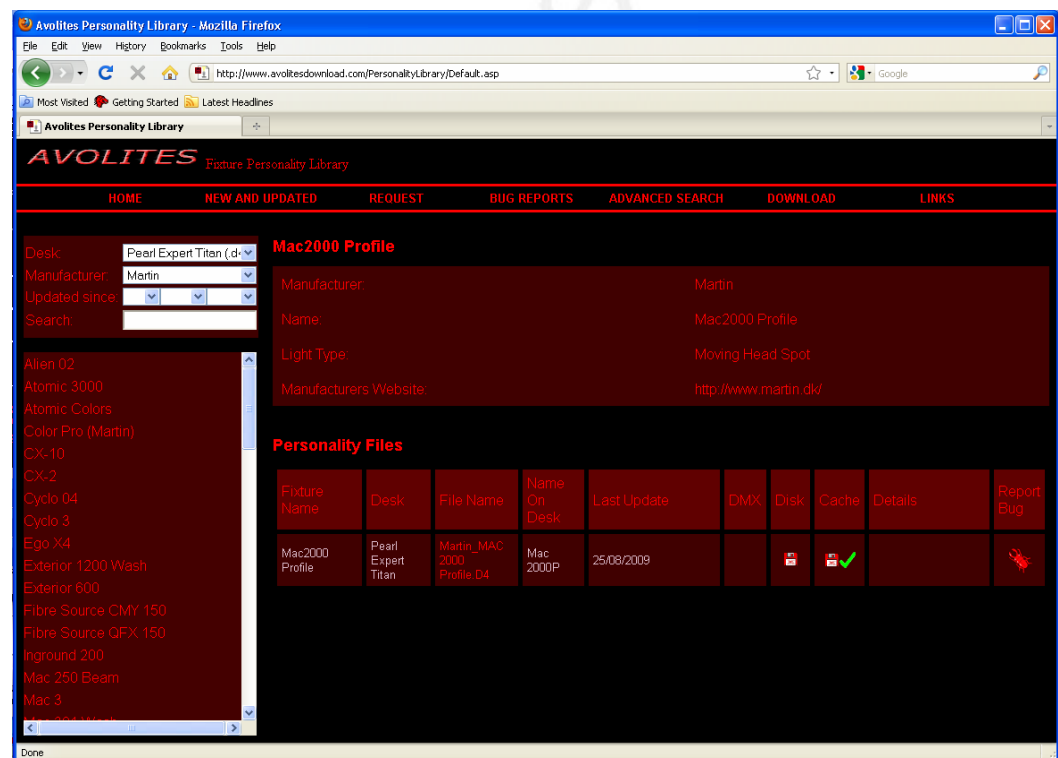 Avolites Personality Library - Mozilla Firefox
File Edit View History Bookmarks Tools Help
http://www.avolitesdownload.com/PersonalityLibrary/Default.asp
Google
Most Visited Getting Started Latest Headlines
Avolites Personality Library
AVOLITES Fixture Personality Library
HOME NEW AND UPDATED REQUEST BUG REPORTS ADVANCED SEARCH DOWNLOAD LINKS
Desk: Pearl Expert Titan (.d
Manufacturer: Martin
Updated since:
Search:
Alien 02
Atomic 3000
Atomic Colors
Color Pro (Martin)
CX-10
CX-2
Cyclo 04
Cyclo 3
Ego X4
Exterior 1200 Wash
Exterior 600
Fibre Source CMY 150
Fibre Source QFX 150
Inground 200
Mac 250 Beam
Mac 3
Mac2000 Profile
Manufacturer: Martin
Name: Mac2000 Profile
Light Type: Moving Head Spot
Manufacturers Website: http://www.martin.dk/
Personality Files
Fixture Name Desk File Name Name On Desk Last Update DMX Disk Cache Details Report Bug
Mac2000 Profile Pearl Expert Titan Martin_MAC 2000 Profile.D4 Mac 2000P 25/08/2009
Done